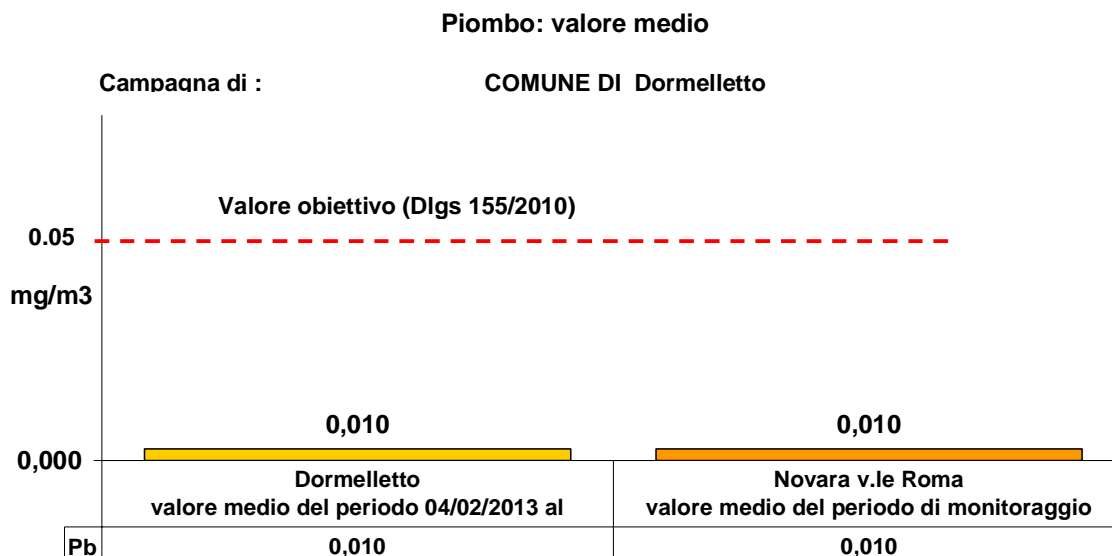 Piombo: valore medio
Campagna di : COMUNE DI Dormelletto
Valore obiettivo (Dlgs 155/2010)
0.05
mg/m3
0,010 0,010
0,000
Dormelletto Novara v.le Roma
valore medio del periodo 04/02/2013 al valore medio del periodo di monitoraggio
Pb 0,010 0,010